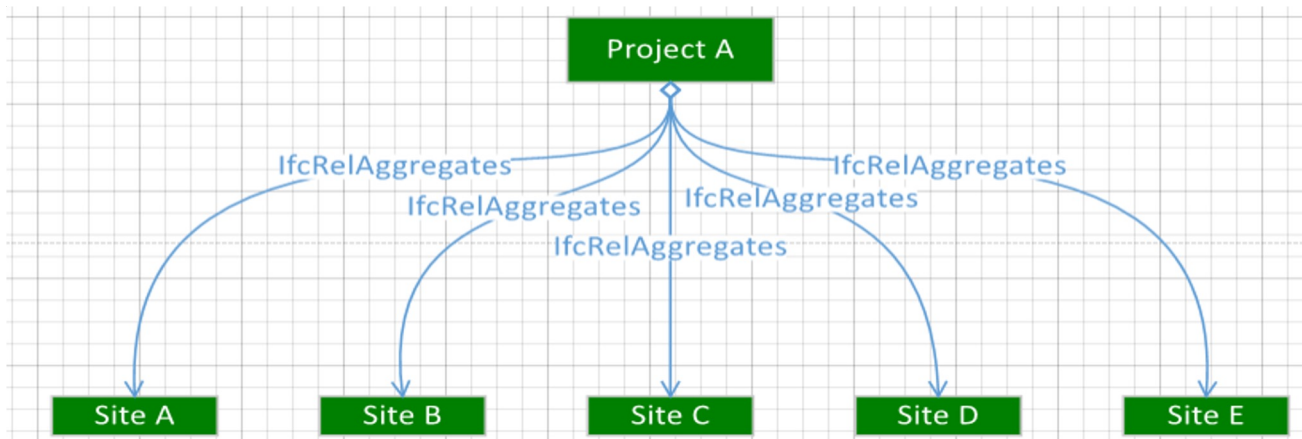 Project A
IfcRelAggregates
IfcRelAggregates
IfcRelAggregates
IfcRelAggregates
IfcRelAggregates
Site A
Site B
Site C
Site D
Site E